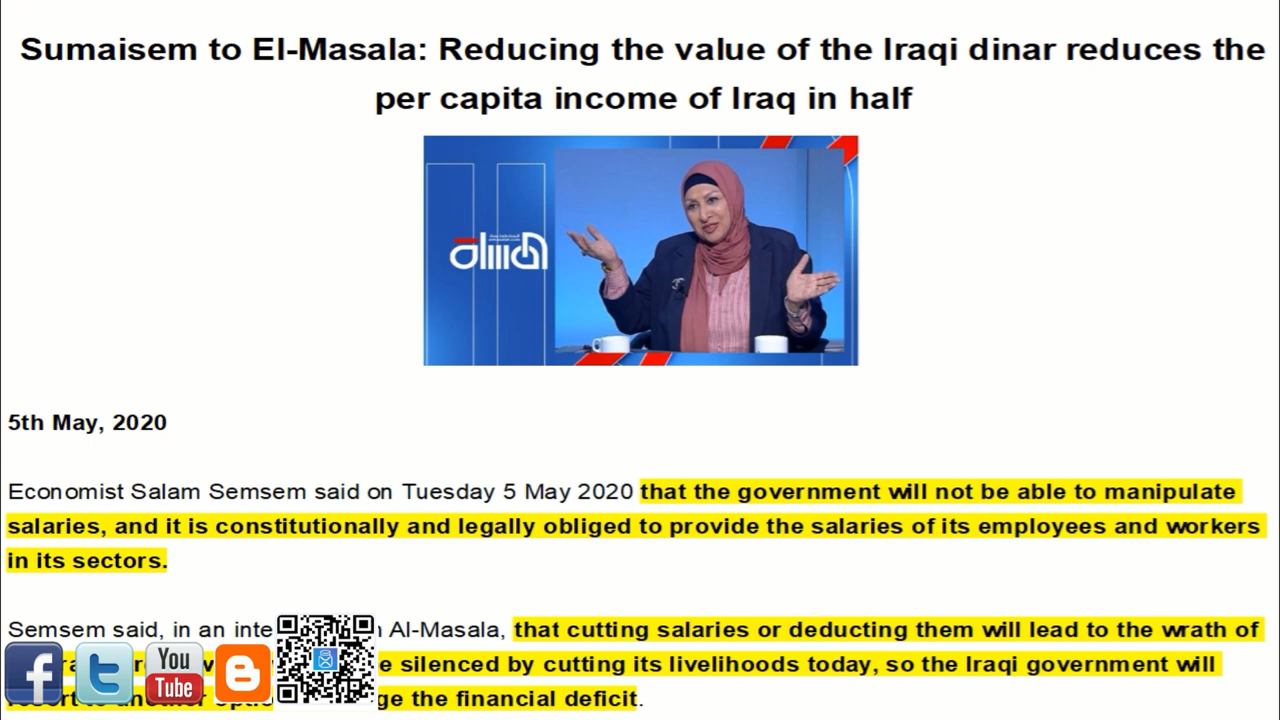 Sumaisem to El-Masala: Reducing the value of the Iraqi dinar reduces the
per capita income of Iraq in half
المسلة
5th May, 2020
Economist Salam Semsem said on Tuesday 5 May 2020 that the government will not be able to manipulate
salaries, and it is constitutionally and legally obliged to provide the salaries of its employees and workers
in its sectors.
Semsem said, in an inte Al-Masala, that cutting salaries or deducting them will lead to the wrath of
silenced by cutting its livelihoods today, so the Iraqi government will
the financial deficit.
You
Tube